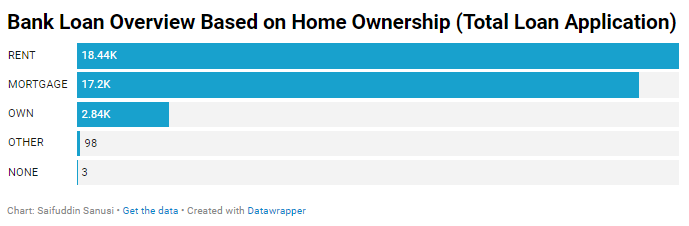 Bank Loan Overview Based on Home Ownership (Total Loan Application)
RENT 18.44K
MORTGAGE 17.2K
OWN 2.84K
OTHER 98
NONE 3
Chart: Saifuddin Sanusi • Get the data • Created with Datawrapper